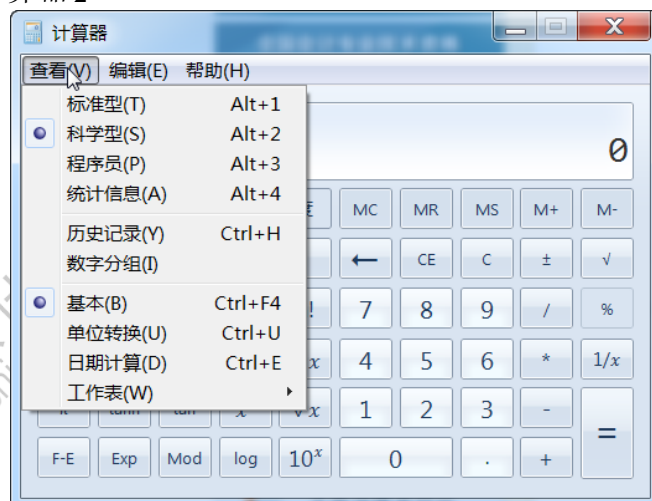 计算器
查看(V) 编辑(E) 帮助(H)
标准型(T) Alt+1
科学型(S) Alt+2
程序员(P) Alt+3
统计信息(A) Alt+4
历史记录(Y) Ctrl+H
数字分组(I)
基本(B) Ctrl+F4
单位转换(U) Ctrl+U
日期计算(D) Ctrl+E
工作表(W)
0
MC MR MS M+ M-
← CE C ± √
7 8 9 / %
4 5 6 * 1/x
1 2 3 - =
F-E Exp Mod log 10ˣ 0 . +